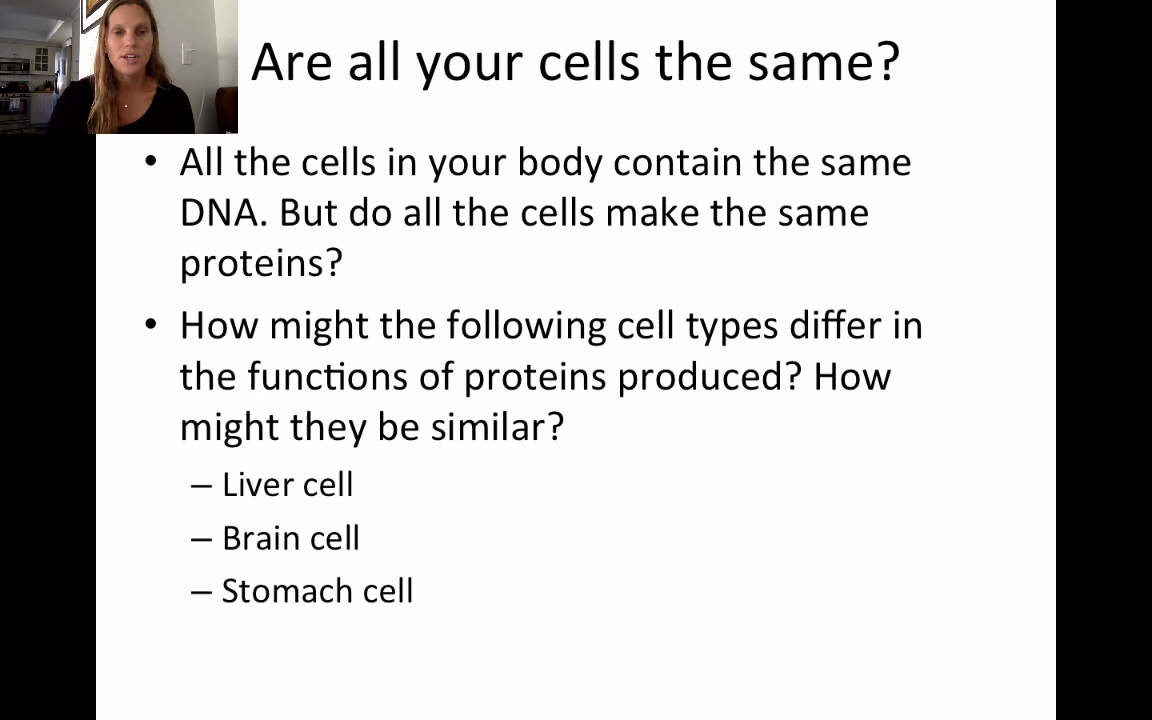 Are all your cells the same?
• All the cells in your body contain the same
DNA. But do all the cells make the same
proteins?
• How might the following cell types differ in
the functions of proteins produced? How
might they be similar?
– Liver cell
– Brain cell
– Stomach cell